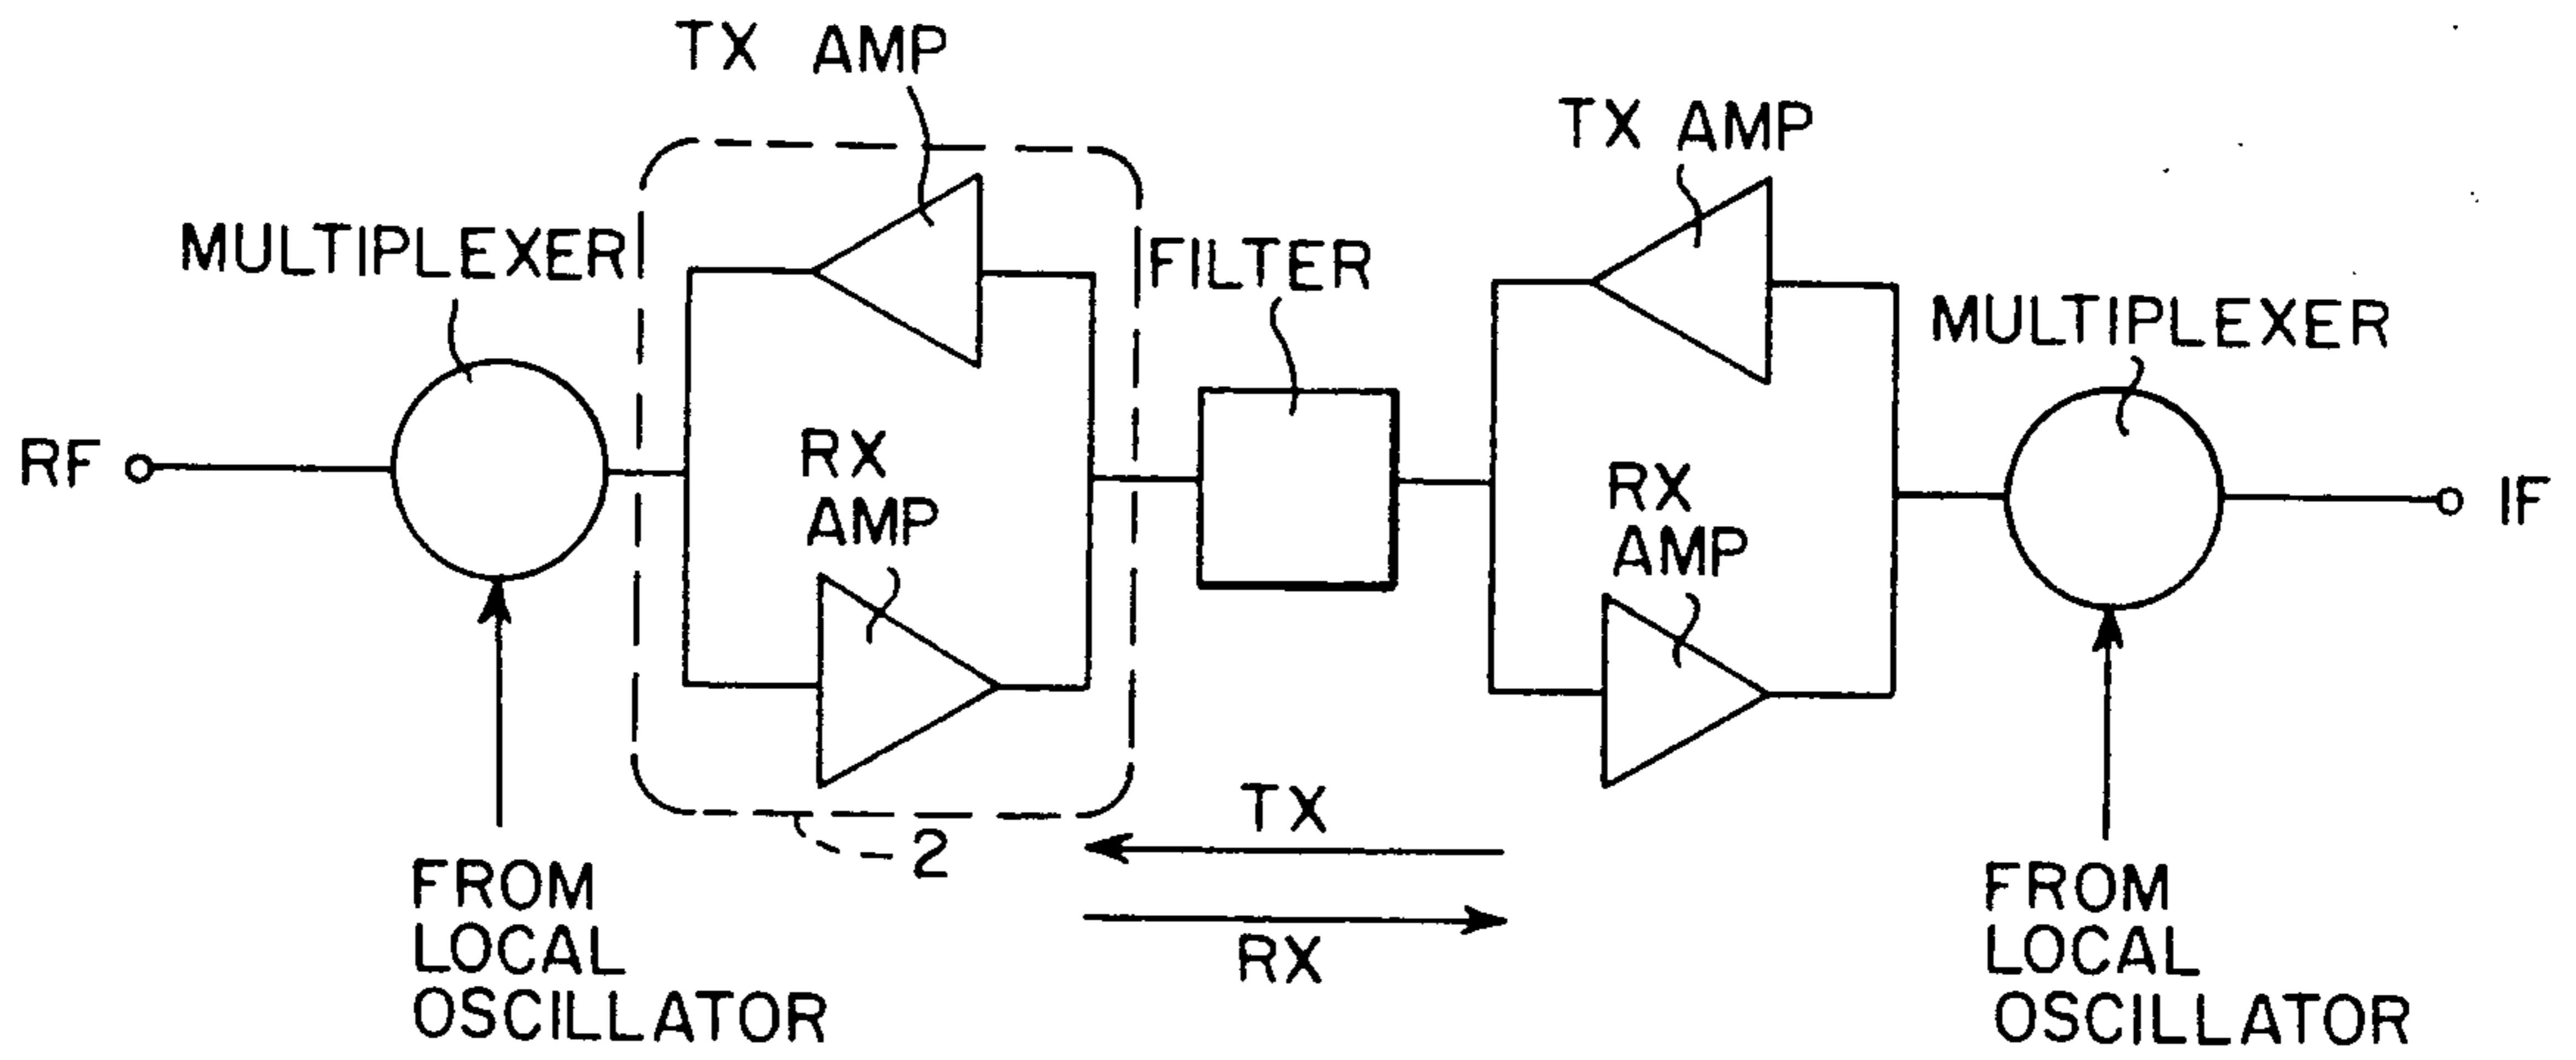 TX AMP
TX AMP
MULTIPLEXER
FILTER
MULTIPLEXER
RX
AMP
RX
AMP
RF
IF
TX
2
RX
FROM
LOCAL
OSCILLATOR
FROM
LOCAL
OSCILLATOR